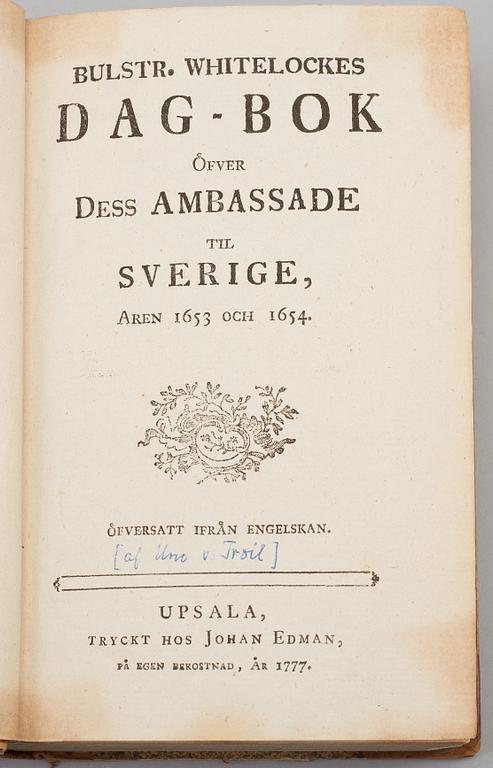 BULSTR. WHITELOCKES
DAG-BOK
ÖFVER
DESS AMBASSADE
TIL
SVERIGE,
AREN 1653 OCH 1654.
ÖFVERSATT IFRÅN ENGELSKAN.
[af Uno v. Troil]
UPSALA,
TRYCKT HOS JOHAN EDMAN,
PÅ EGEN BEKOSTNAD, ÅR 1777.